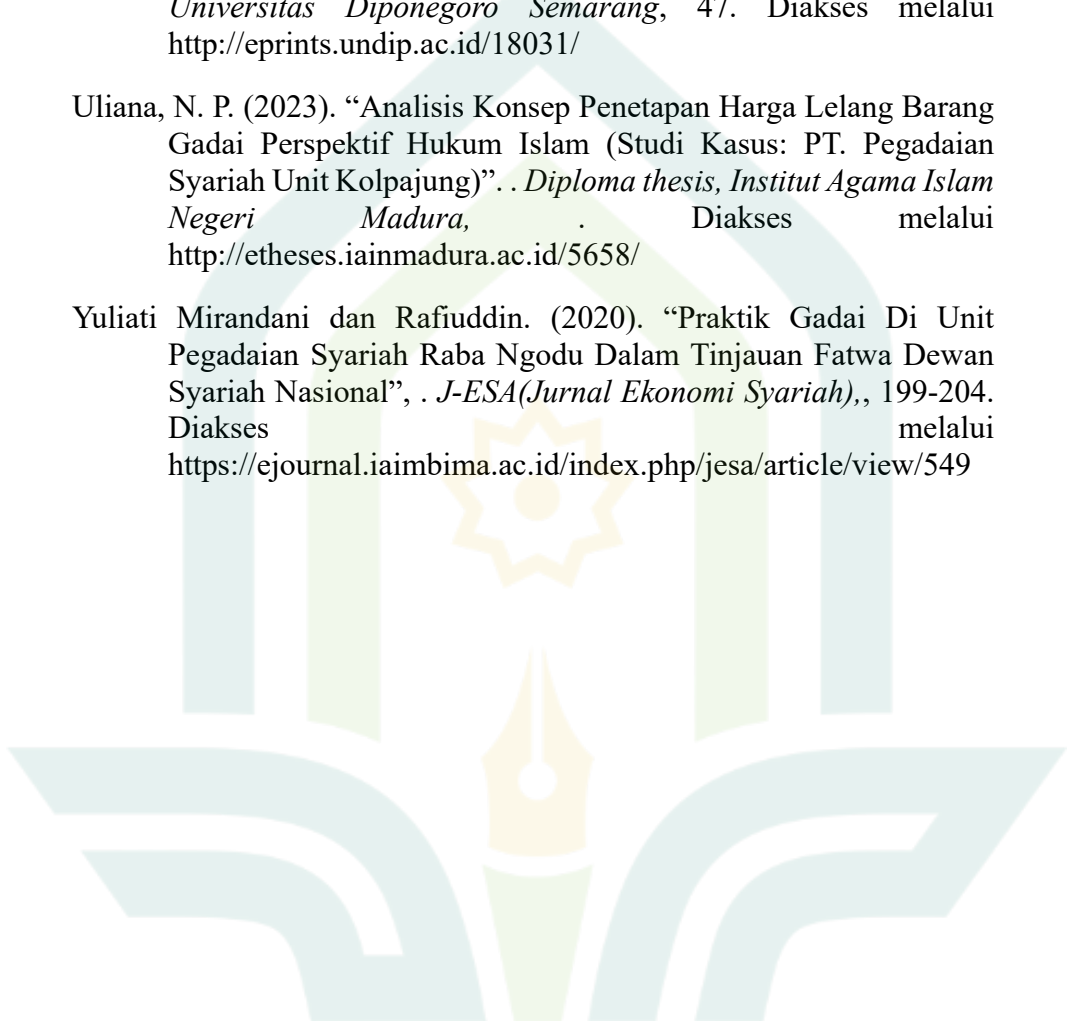 Universitas Diponegoro Semarang, 47. Diakses melalui
http://eprints.undip.ac.id/18031/
Uliana, N. P. (2023). “Analisis Konsep Penetapan Harga Lelang Barang
Gadai Perspektif Hukum Islam (Studi Kasus: PT. Pegadaian
Syariah Unit Kolpajung)”. . Diploma thesis, Institut Agama Islam
Negeri Madura, . Diakses melalui
http://etheses.iainmadura.ac.id/5658/
Yuliati Mirandani dan Rafiuddin. (2020). “Praktik Gadai Di Unit
Pegadaian Syariah Raba Ngodu Dalam Tinjauan Fatwa Dewan
Syariah Nasional”, . J-ESA(Jurnal Ekonomi Syariah),, 199-204.
Diakses melalui
https://ejournal.iaimbima.ac.id/index.php/jesa/article/view/549